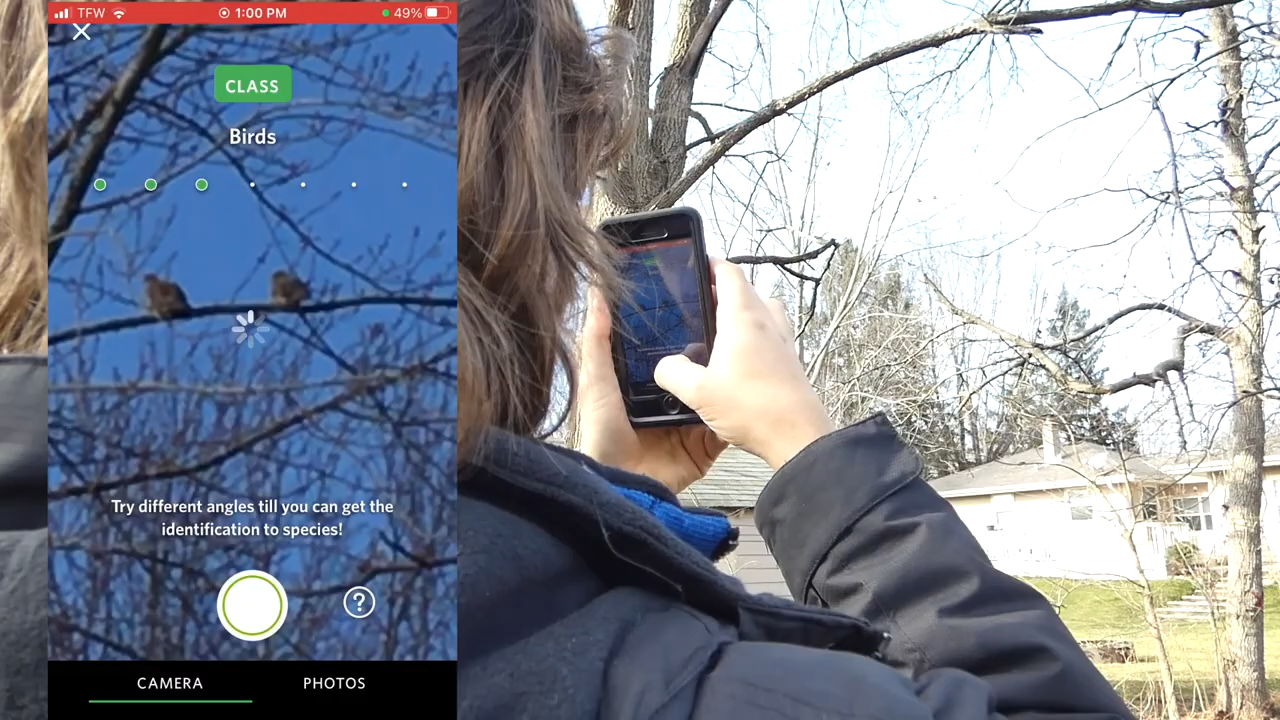 TFW 1:00 PM 49%
CLASS
Birds
Try different angles till you can get the
identification to species!
?
CAMERA PHOTOS